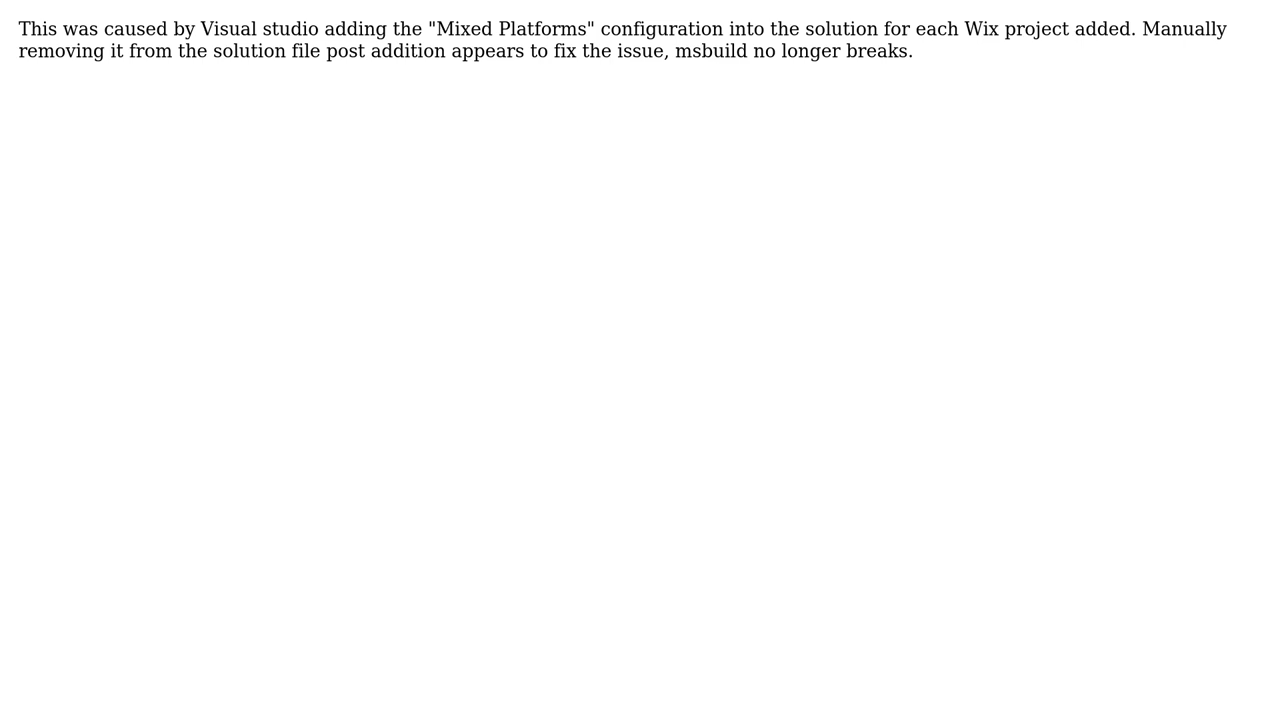 This was caused by Visual studio adding the "Mixed Platforms" configuration into the solution for each Wix project added. Manually
removing it from the solution file post addition appears to fix the issue, msbuild no longer breaks.